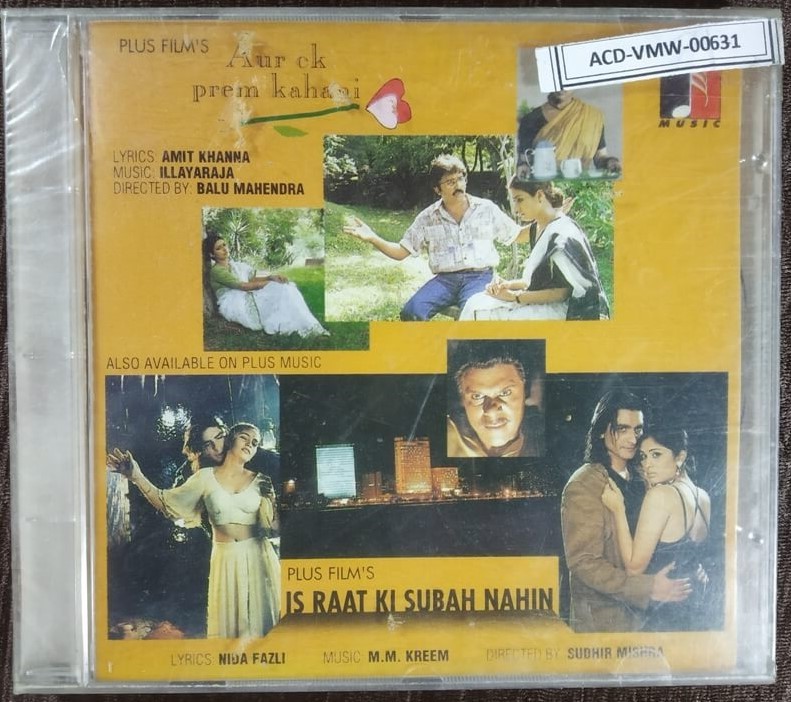 PLUS FILM'S
Aur ek
prem kahani
ACD-VMW-00631
MUSIC
LYRICS: AMIT KHANNA
MUSIC: ILLAYARAJA
DIRECTED BY: BALU MAHENDRA
ALSO AVAILABLE ON PLUS MUSIC
PLUS FILM'S
IS RAAT KI SUBAH NAHIN
LYRICS: NIDA FAZLI MUSIC: M.M. KREEM DIRECTED BY: SUDHIR MISHRA